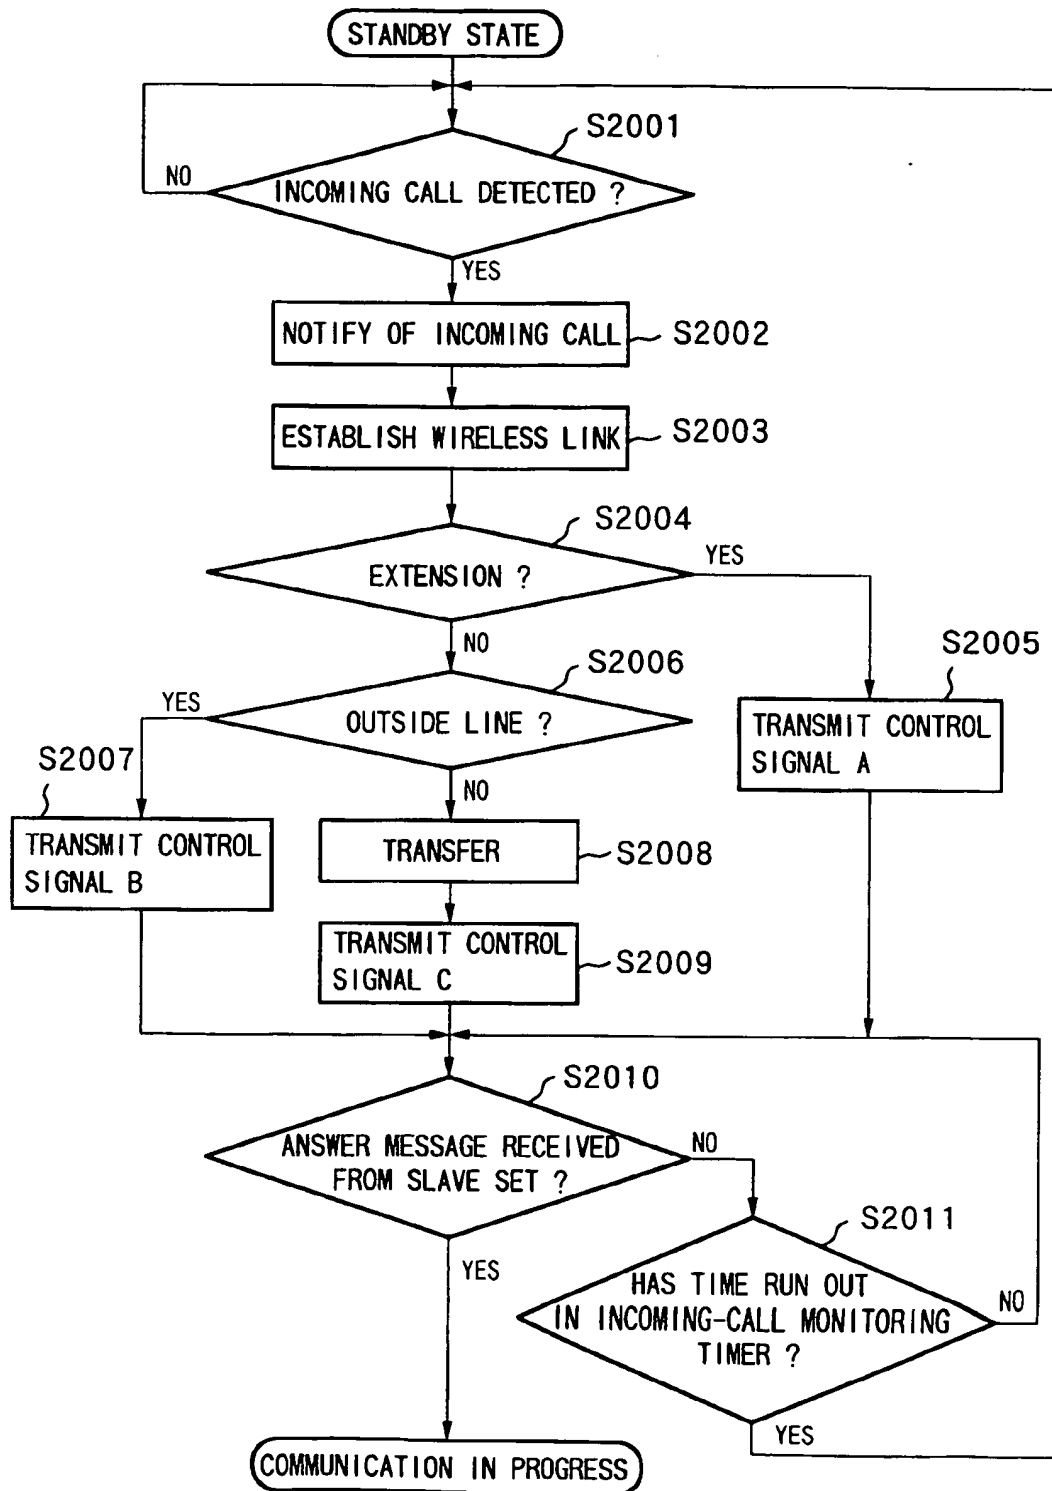 STANDBY STATE
S2001
NO
INCOMING CALL DETECTED ?
YES
NOTIFY OF INCOMING CALL
S2002
ESTABLISH WIRELESS LINK
S2003
S2004
YES
EXTENSION ?
NO
S2006
S2005
YES
OUTSIDE LINE ?
TRANSMIT CONTROL
SIGNAL A
S2007
NO
TRANSMIT CONTROL
SIGNAL B
TRANSFER
S2008
TRANSMIT CONTROL
SIGNAL C
S2009
S2010
ANSWER MESSAGE RECEIVED
FROM SLAVE SET ?
NO
S2011
YES
HAS TIME RUN OUT
IN INCOMING-CALL MONITORING
TIMER ?
NO
YES
COMMUNICATION IN PROGRESS